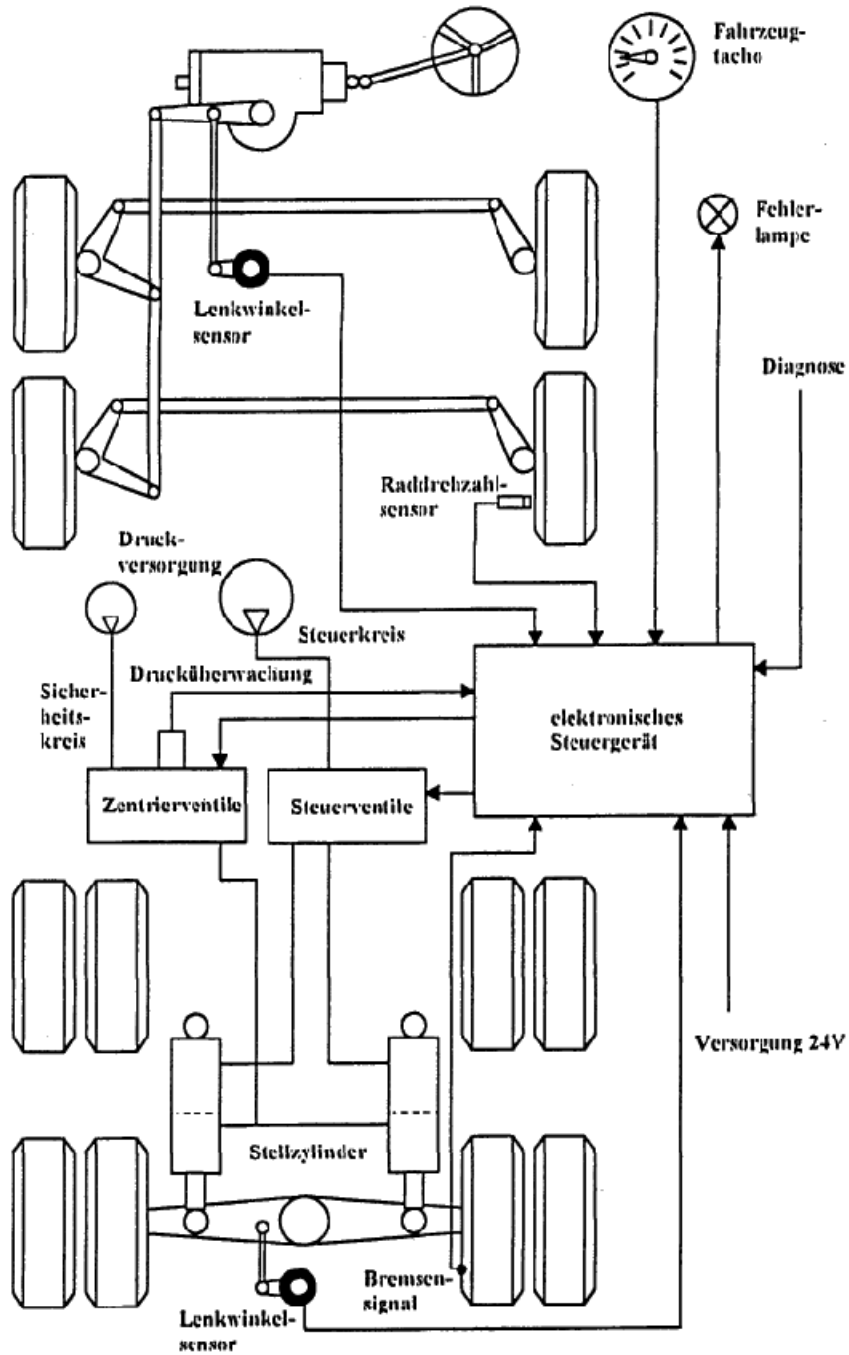 Fahrzeug-
tacho
Fehler-
lampe
Lenkwinkel-
sensor
Diagnose
Raddrehzahl-
sensor
Druck-
versorgung
Steuerkreis
Drucküberwachung
Sicher-
heits-
kreis
elektronisches
Steuergerät
Zentrierventile
Steuerventile
Versorgung 24V
Stellzylinder
Bremsen-
signal
Lenkwinkel-
sensor